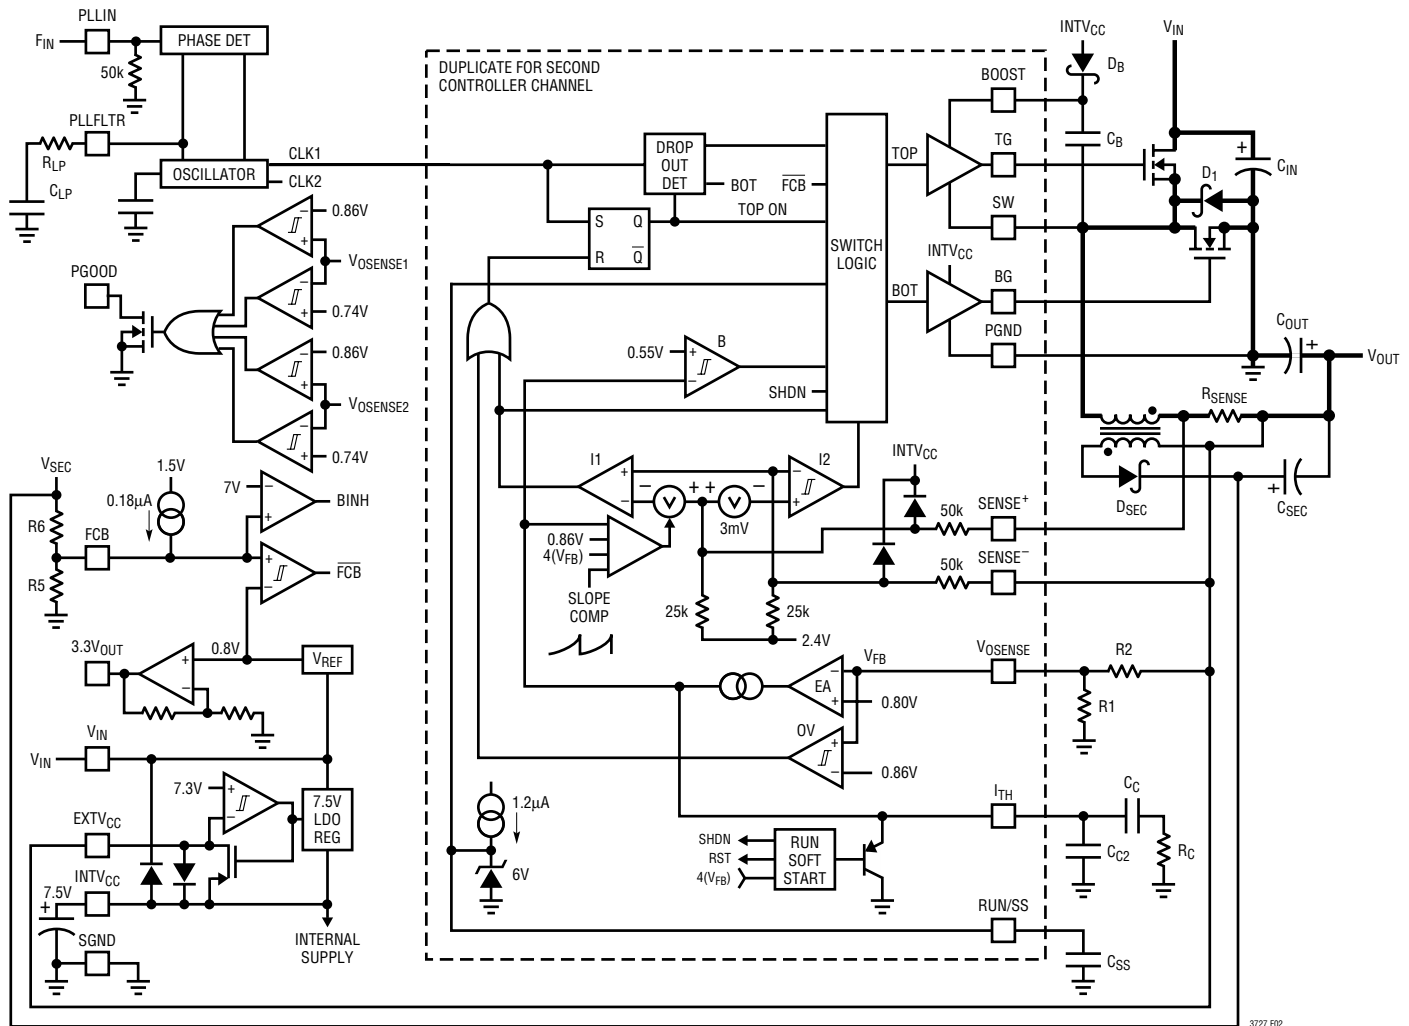 PLLIN
F_IN
PHASE DET
50k
PLLFLTR
R_LP
C_LP
OSCILLATOR
CLK1
CLK2
0.86V
−
+
V_OSENSE1
−
+
0.74V
PGOOD
0.86V
−
+
V_OSENSE2
−
+
0.74V
V_SEC
1.5V
0.18µA
7V
−
+
BINH
R6
FCB
+
−
F̅C̅B̅
R5
3.3V_OUT
0.8V
+
−
V_REF
V_IN
V_IN
7.3V
+
−
7.5V
LDO
REG
EXTV_CC
INTV_CC
7.5V
+
SGND
INTERNAL
SUPPLY
DUPLICATE FOR SECOND
CONTROLLER CHANNEL
DROP
OUT
DET
BOT
F̅C̅B̅
TOP ON
S
Q
R
Q̅
SWITCH
LOGIC
TOP
BOT
INTV_CC
0.55V
+
−
B
SHDN
I1
+
−
−
V
+
+
V
−
3mV
I2
−
+
0.86V
4(V_FB)
SLOPE
COMP
25k
25k
2.4V
INTV_CC
50k
SENSE+
50k
SENSE−
V_FB
−
EA
+
0.80V
OV
+
−
0.86V
V_OSENSE
R2
R1
1.2µA
6V
SHDN
RST
4(V_FB)
RUN
SOFT
START
I_TH
C_C
C_C2
R_C
RUN/SS
C_SS
BOOST
TG
SW
BG
PGND
INTV_CC
D_B
C_B
V_IN
+
C_IN
D_1
C_OUT
+
V_OUT
R_SENSE
D_SEC
+
C_SEC
3727 F02